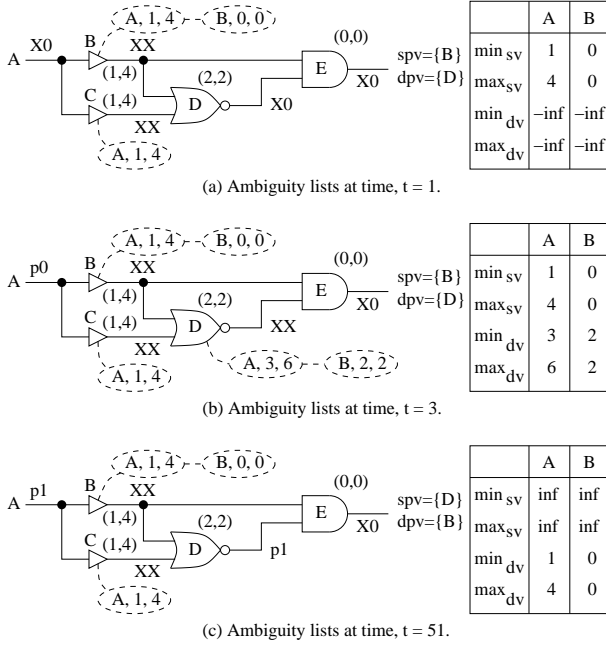 A, 1, 4 B, 0, 0
X0 B XX (0,0)
A (1,4) (2,2) E spv={B}
C (1,4) D X0 X0 dpv={D}
XX
A, 1, 4
A B
min sv 1 0
max sv 4 0
min dv −inf −inf
max dv −inf −inf
(a) Ambiguity lists at time, t = 1.
A, 1, 4 B, 0, 0
p0 B XX (0,0)
A (1,4) (2,2) E spv={B}
C (1,4) D XX X0 dpv={D}
XX
A, 1, 4 A, 3, 6 B, 2, 2
A B
min sv 1 0
max sv 4 0
min dv 3 2
max dv 6 2
(b) Ambiguity lists at time, t = 3.
A, 1, 4 B, 0, 0
p1 B XX (0,0)
A (1,4) (2,2) E spv={D}
C (1,4) D p1 X0 dpv={B}
XX
A, 1, 4
A B
min sv inf inf
max sv inf inf
min dv 1 0
max dv 4 0
(c) Ambiguity lists at time, t = 51.